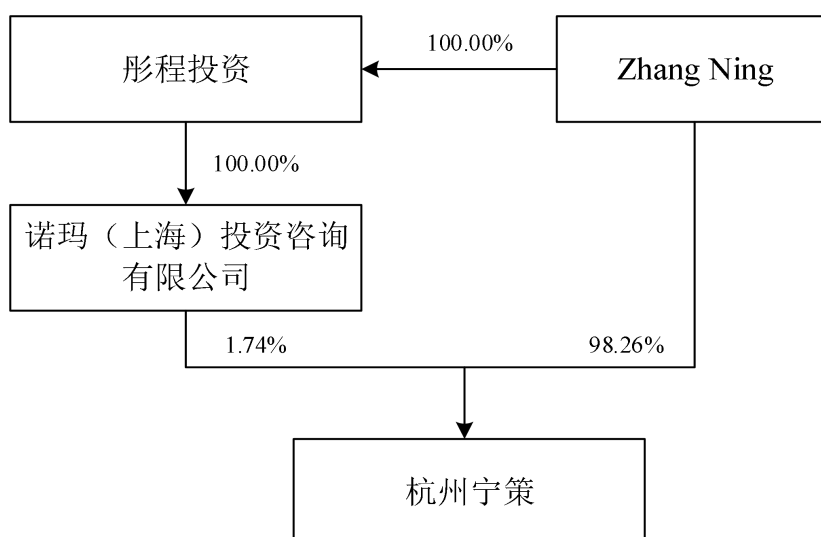 彤程投资
100.00%
Zhang Ning
100.00%
诺玛（上海）投资咨询
有限公司
1.74%
98.26%
杭州宁策